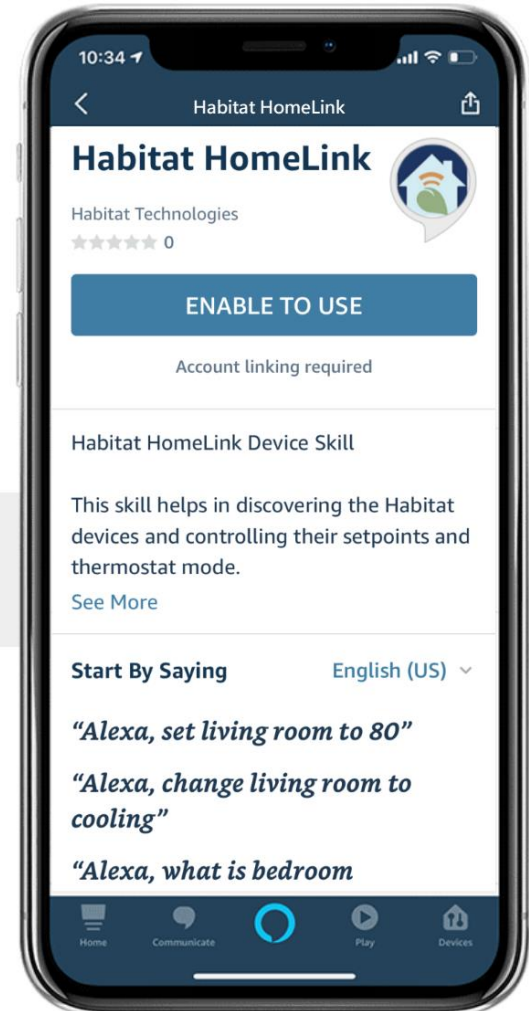 10:34
Habitat HomeLink
Habitat HomeLink
Habitat Technologies
0
ENABLE TO USE
Account linking required
Habitat HomeLink Device Skill
This skill helps in discovering the Habitat
devices and controlling their setpoints and
thermostat mode.
See More
Start By Saying
English (US)
“Alexa, set living room to 80”
“Alexa, change living room to
cooling”
“Alexa, what is bedroom
Home
Communicate
Play
Devices